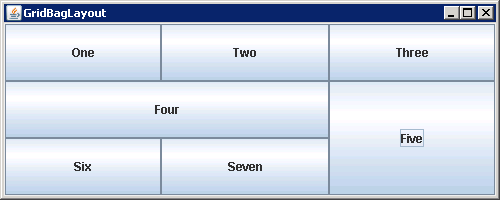 GridBagLayout
One Two Three
Four
Five
Six Seven